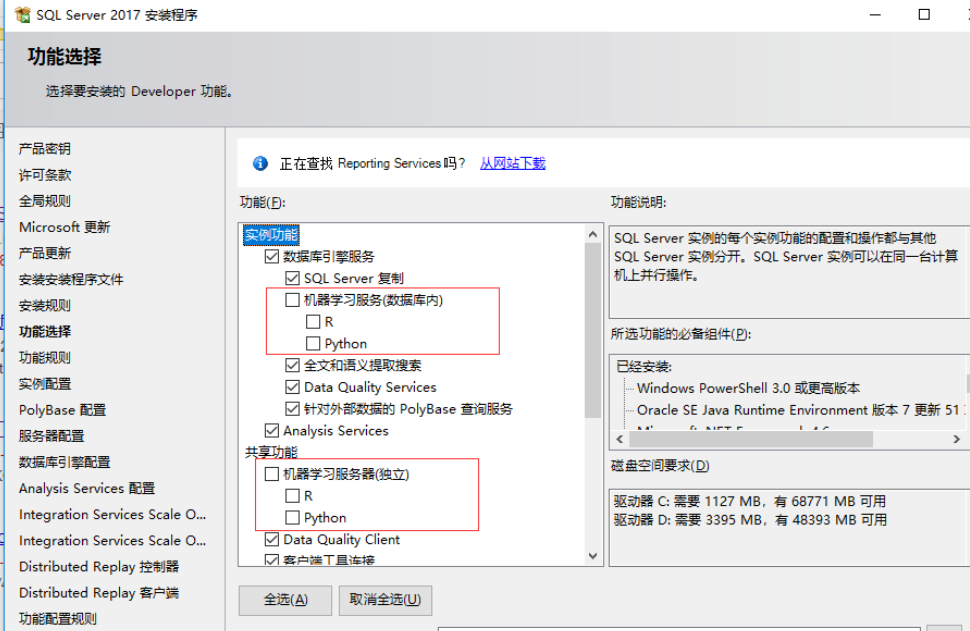 SQL Server 2017 安装程序
功能选择
选择要安装的 Developer 功能。
产品密钥
许可条款
全局规则
Microsoft 更新
产品更新
安装安装程序文件
安装规则
功能选择
功能规则
实例配置
PolyBase 配置
服务器配置
数据库引擎配置
Analysis Services 配置
Integration Services Scale O...
Integration Services Scale O...
Distributed Replay 控制器
Distributed Replay 客户端
功能配置规则
正在查找 Reporting Services吗? 从网站下载
功能(F):
实例功能
数据库引擎服务
SQL Server 复制
机器学习服务(数据库内)
R
Python
全文和语义提取搜索
Data Quality Services
针对外部数据的 PolyBase 查询服务
Analysis Services
共享功能
机器学习服务器(独立)
R
Python
Data Quality Client
客户端工具连接
全选(A)
取消全选(U)
功能说明:
SQL Server 实例的每个实例功能的配置和操作都与其他
SQL Server 实例分开。SQL Server 实例可以在同一台计算
机上并行操作。
所选功能的必备组件(P):
已经安装:
Windows PowerShell 3.0 或更高版本
Oracle SE Java Runtime Environment 版本 7 更新 51
磁盘空间要求(D)
驱动器 C: 需要 1127 MB，有 68771 MB 可用
驱动器 D: 需要 3395 MB，有 48393 MB 可用